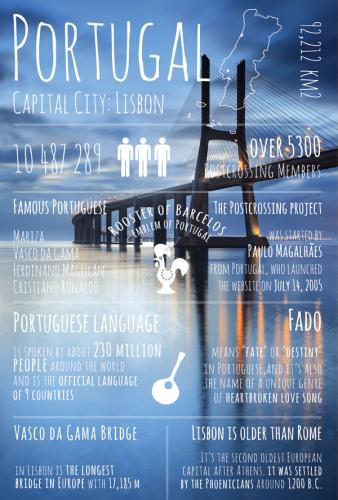 PORTUGAL
92,212 KM2
CAPITAL CITY: LISBON
10 487 289
OVER 5300
POSTCROSSING MEMBERS
FAMOUS PORTUGUESE
MARIZA
VASCO DA GAMA
FERDINAND MAGELLAN
CRISTIANO RONALDO
ROOSTER OF BARCELOS
EMBLEM OF PORTUGAL
THE POSTCROSSING PROJECT
WAS STARTED BY
PAULO MAGALHÃES
FROM PORTUGAL, WHO LAUNCHED
THE WEBSITE ON JULY 14, 2005
PORTUGUESE LANGUAGE
IS SPOKEN BY ABOUT 230 MILLION
PEOPLE AROUND THE WORLD
AND IS THE OFFICIAL LANGUAGE
OF 9 COUNTRIES
FADO
MEANS "FATE" OR "DESTINY"
IN PORTUGUESE, AND IT'S ALSO
THE NAME OF A UNIQUE GENRE
OF HEARTBROKEN LOVE SONG
VASCO DA GAMA BRIDGE
IN LISBON IS THE LONGEST
BRIDGE IN EUROPE WITH 17,185 M
LISBON IS OLDER THAN ROME
IT'S THE SECOND OLDEST EUROPEAN
CAPITAL AFTER ATHENS. IT WAS SETTLED
BY THE PHOENICIANS AROUND 1200 B.C.